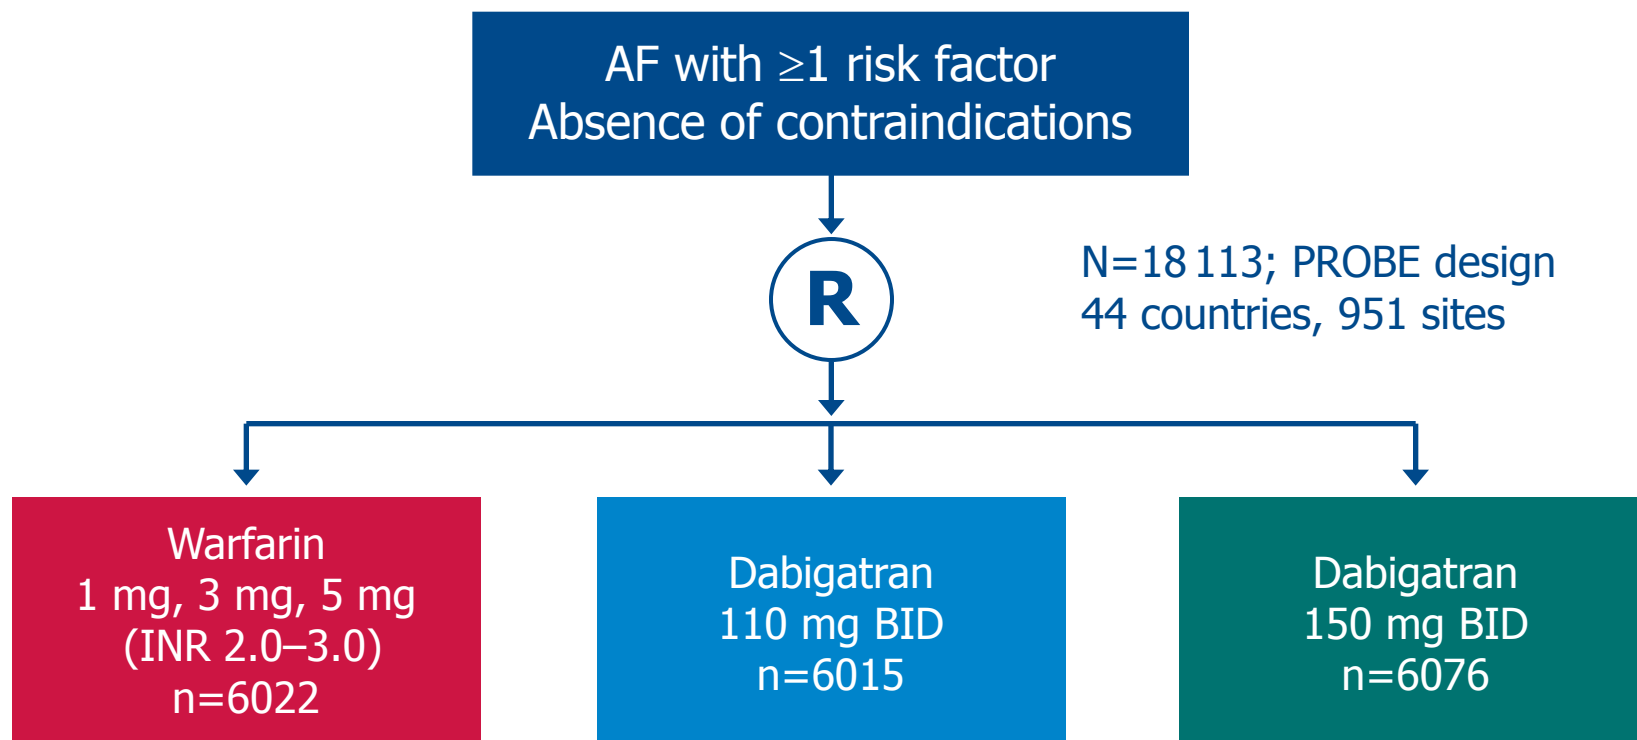 AF with ≥1 risk factor
Absence of contraindications
R
N=18 113; PROBE design
44 countries, 951 sites
Warfarin
1 mg, 3 mg, 5 mg
(INR 2.0–3.0)
n=6022
Dabigatran
110 mg BID
n=6015
Dabigatran
150 mg BID
n=6076